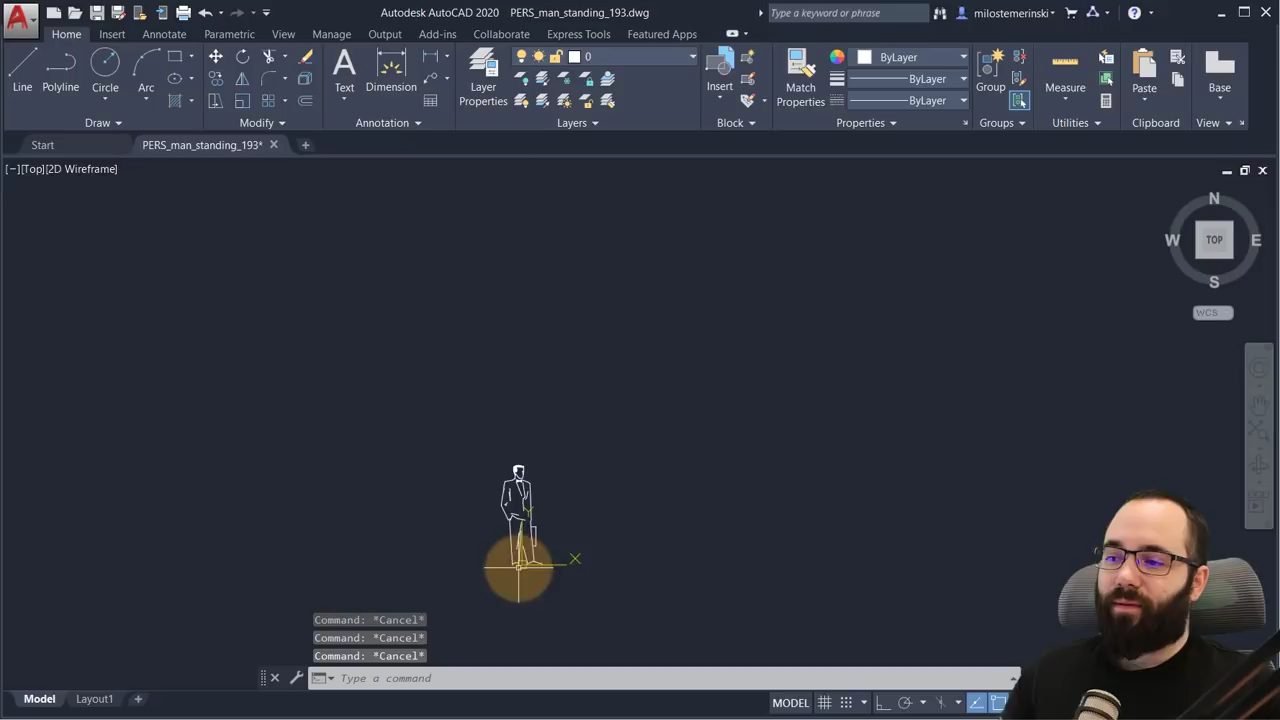 Autodesk AutoCAD 2020 PERS_man_standing_193.dwg
Type a keyword or phrase
milostemerinski
Home Insert Annotate Parametric View Manage Output Add-ins Collaborate Express Tools Featured Apps
Line Polyline Circle Arc
Text Dimension
Layer
Properties
0
Insert
Match
Properties
ByLayer
ByLayer
ByLayer
Group
Measure
Paste
Base
Draw Modify Annotation Layers Block Properties Groups Utilities Clipboard View
Start PERS_man_standing_193*
[−][Top][2D Wireframe]
N
W TOP E
S
WCS
Y
X
Command: *Cancel*
Command: *Cancel*
Command: *Cancel*
Type a command
Model Layout1
MODEL